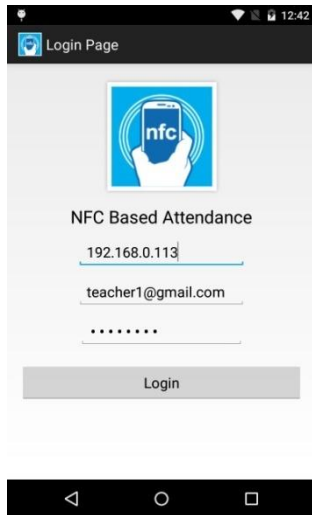 12:42
Login Page
nfc
NFC Based Attendance
192.168.0.113
teacher1@gmail.com
••••••••
Login